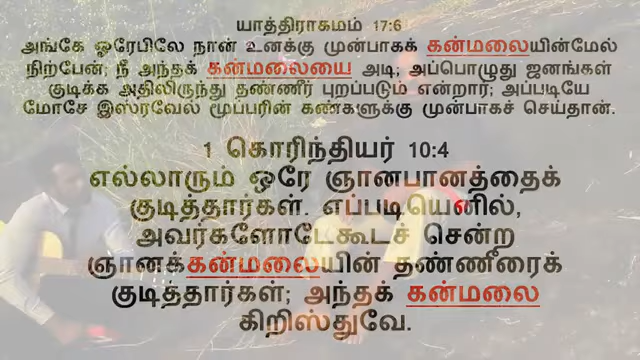 யாத்திராகமம் 17:6
அங்கே ஓரேபிலே நான் உனக்கு முன்பாகக் கன்மலையின்மேல்
நிற்பேன்; நீ அந்தக் கன்மலையை அடி; அப்பொழுது ஜனங்கள்
குடிக்க அதிலிருந்து தண்ணீர் புறப்படும் என்றார்; அப்படியே
மோசே இஸ்ரவேல் மூப்பரின் கண்களுக்கு முன்பாகச் செய்தான்.
1 கொரிந்தியர் 10:4
எல்லாரும் ஒரே ஞானபானத்தைக்
குடித்தார்கள். எப்படியெனில்,
அவர்களோடேகூடச் சென்ற
ஞானக்கன்மலையின் தண்ணீரைக்
குடித்தார்கள்; அந்தக் கன்மலை
கிறிஸ்துவே.